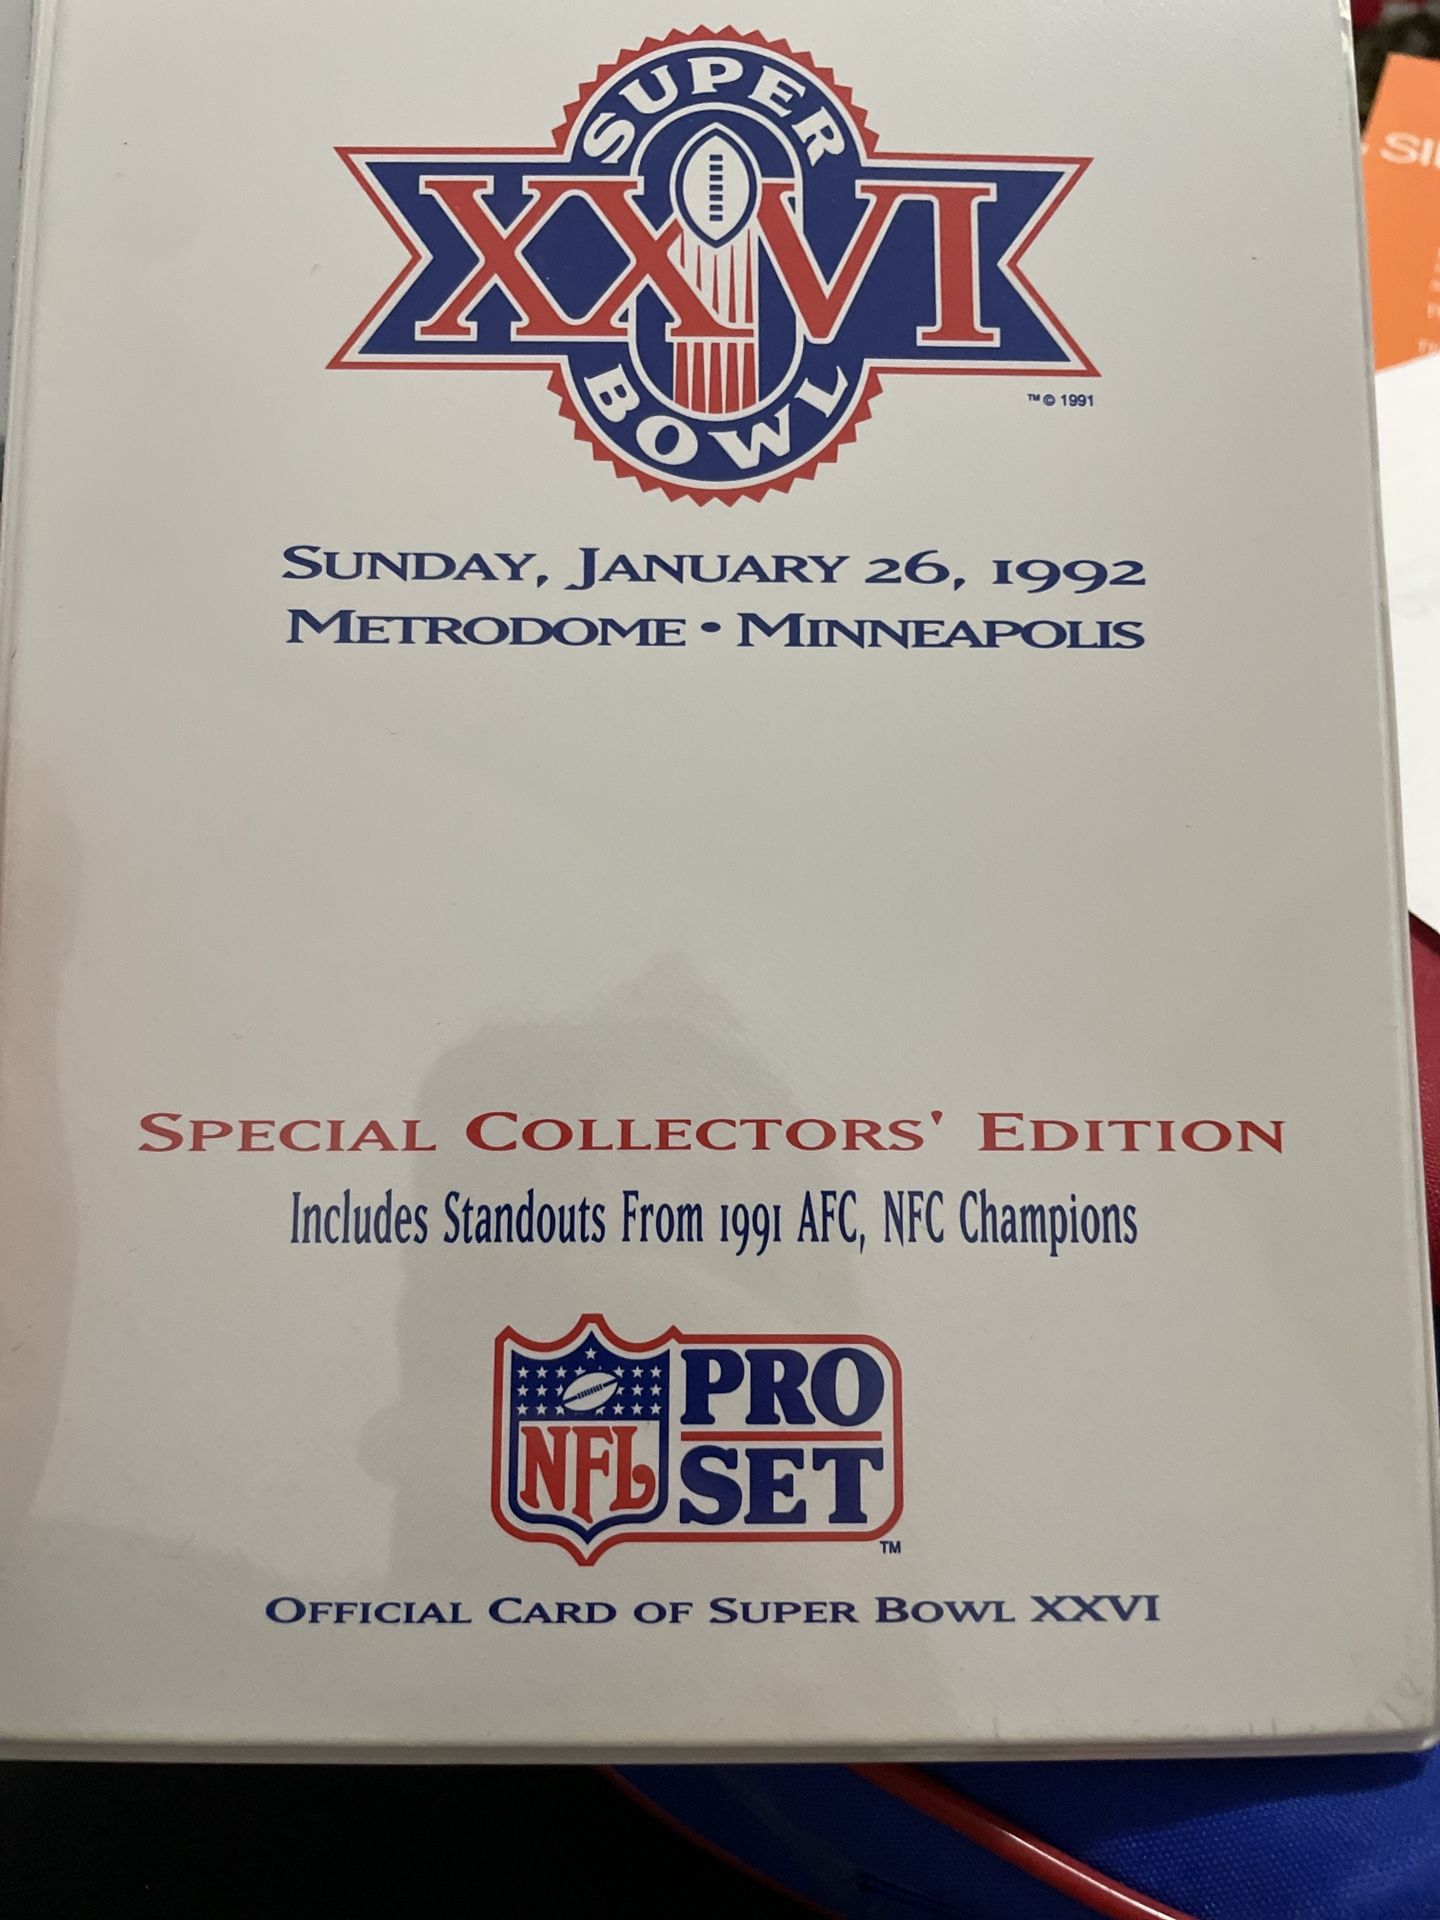 SUPER
XXVI
BOWL
™ © 1991
SUNDAY, JANUARY 26, 1992
METRODOME • MINNEAPOLIS
SPECIAL COLLECTORS' EDITION
Includes Standouts From 1991 AFC, NFC Champions
NFL PRO
SET
TM
OFFICIAL CARD OF SUPER BOWL XXVI